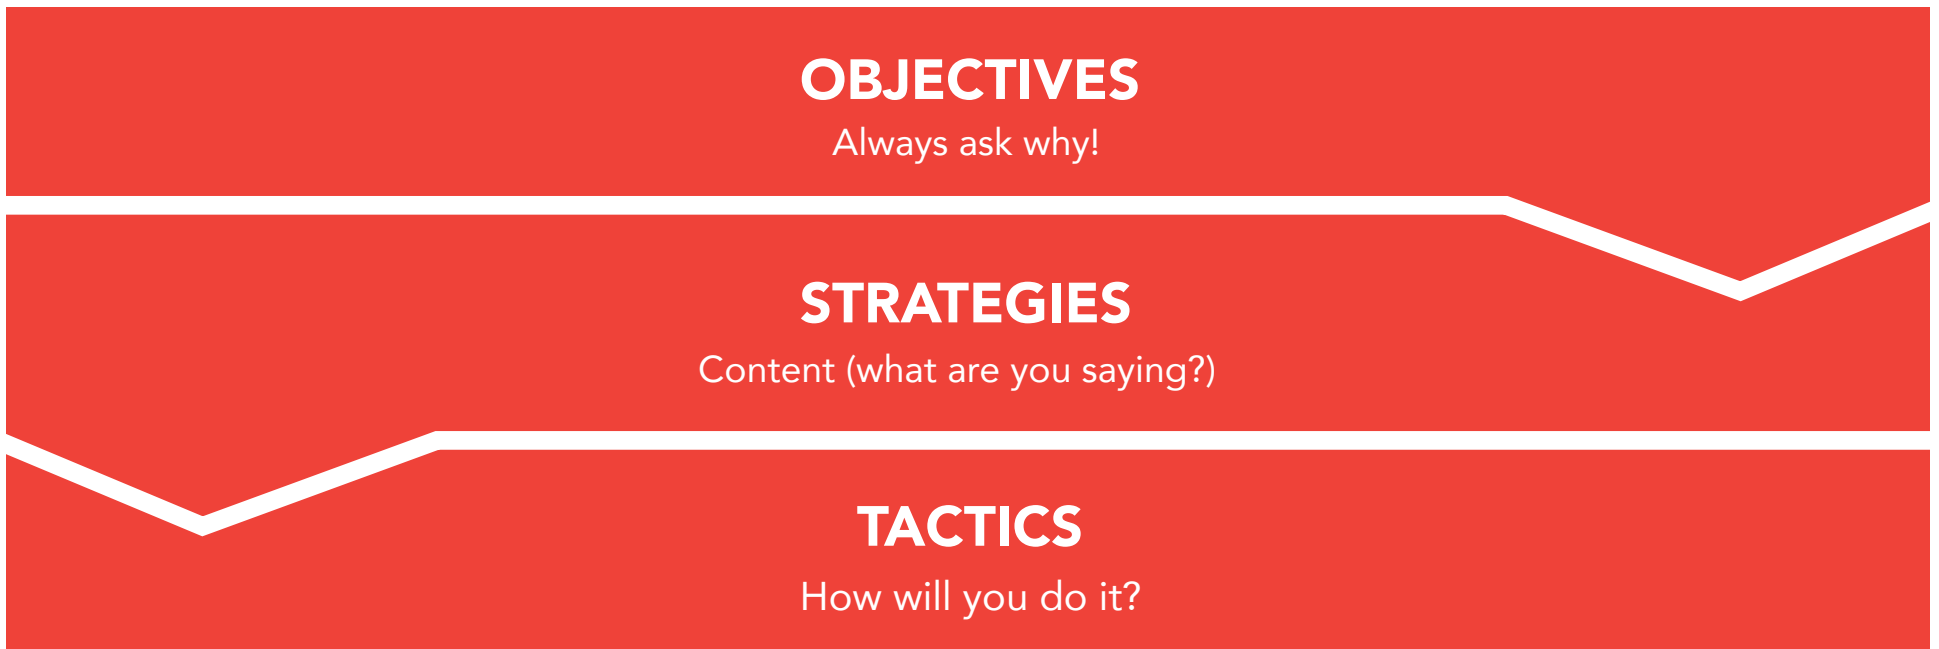 OBJECTIVES
Always ask why!
STRATEGIES
Content (what are you saying?)
TACTICS
How will you do it?